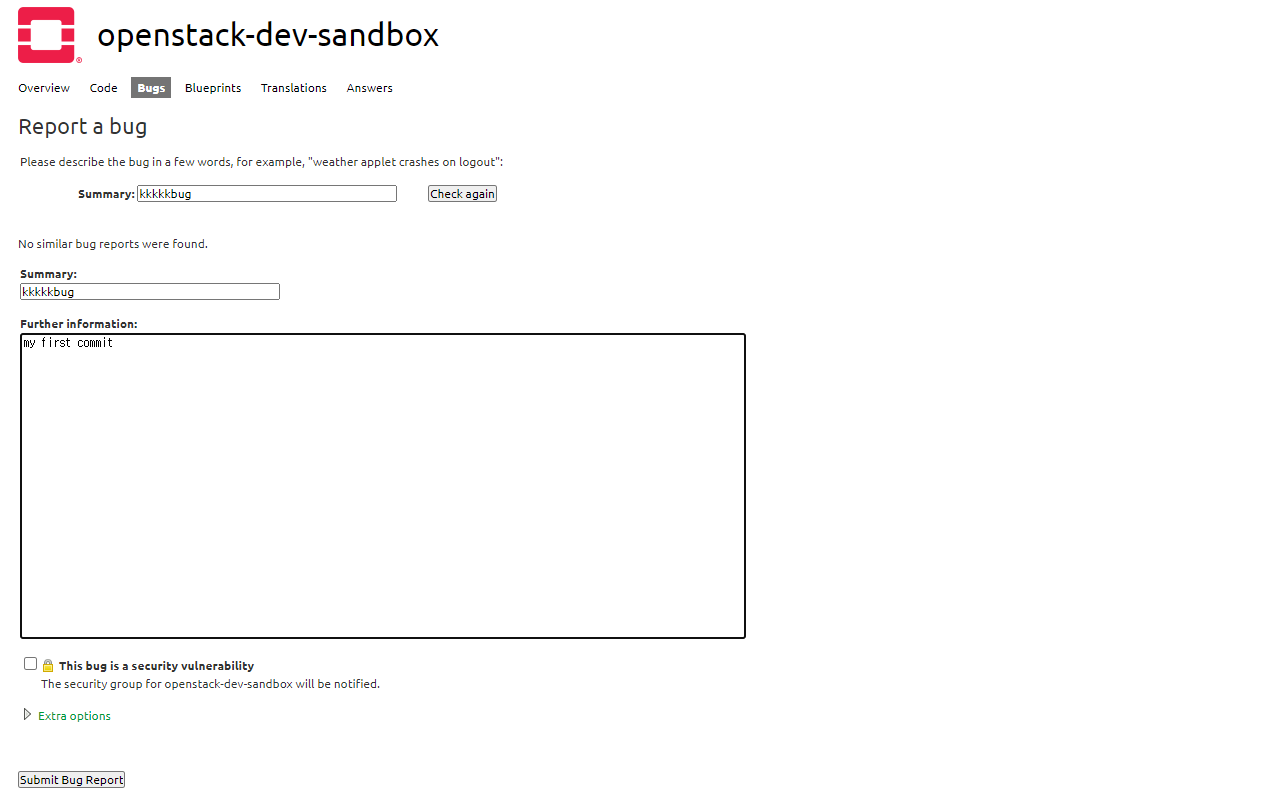 ®
openstack-dev-sandbox
Overview Code Bugs Blueprints Translations Answers
Report a bug
Please describe the bug in a few words, for example, "weather applet crashes on logout":
Summary: kkkkkbug Check again
No similar bug reports were found.
Summary:
kkkkkbug
Further information:
my first commit
This bug is a security vulnerability
The security group for openstack-dev-sandbox will be notified.
Extra options
Submit Bug Report